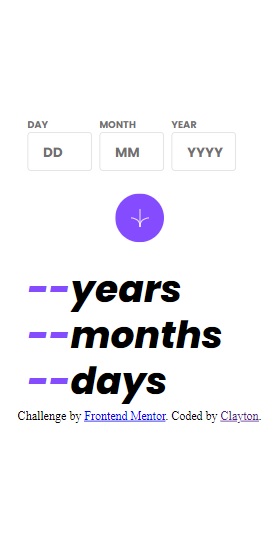 DAY MONTH YEAR
DD MM YYYY
--years
--months
--days
Challenge by Frontend Mentor. Coded by Clayton.